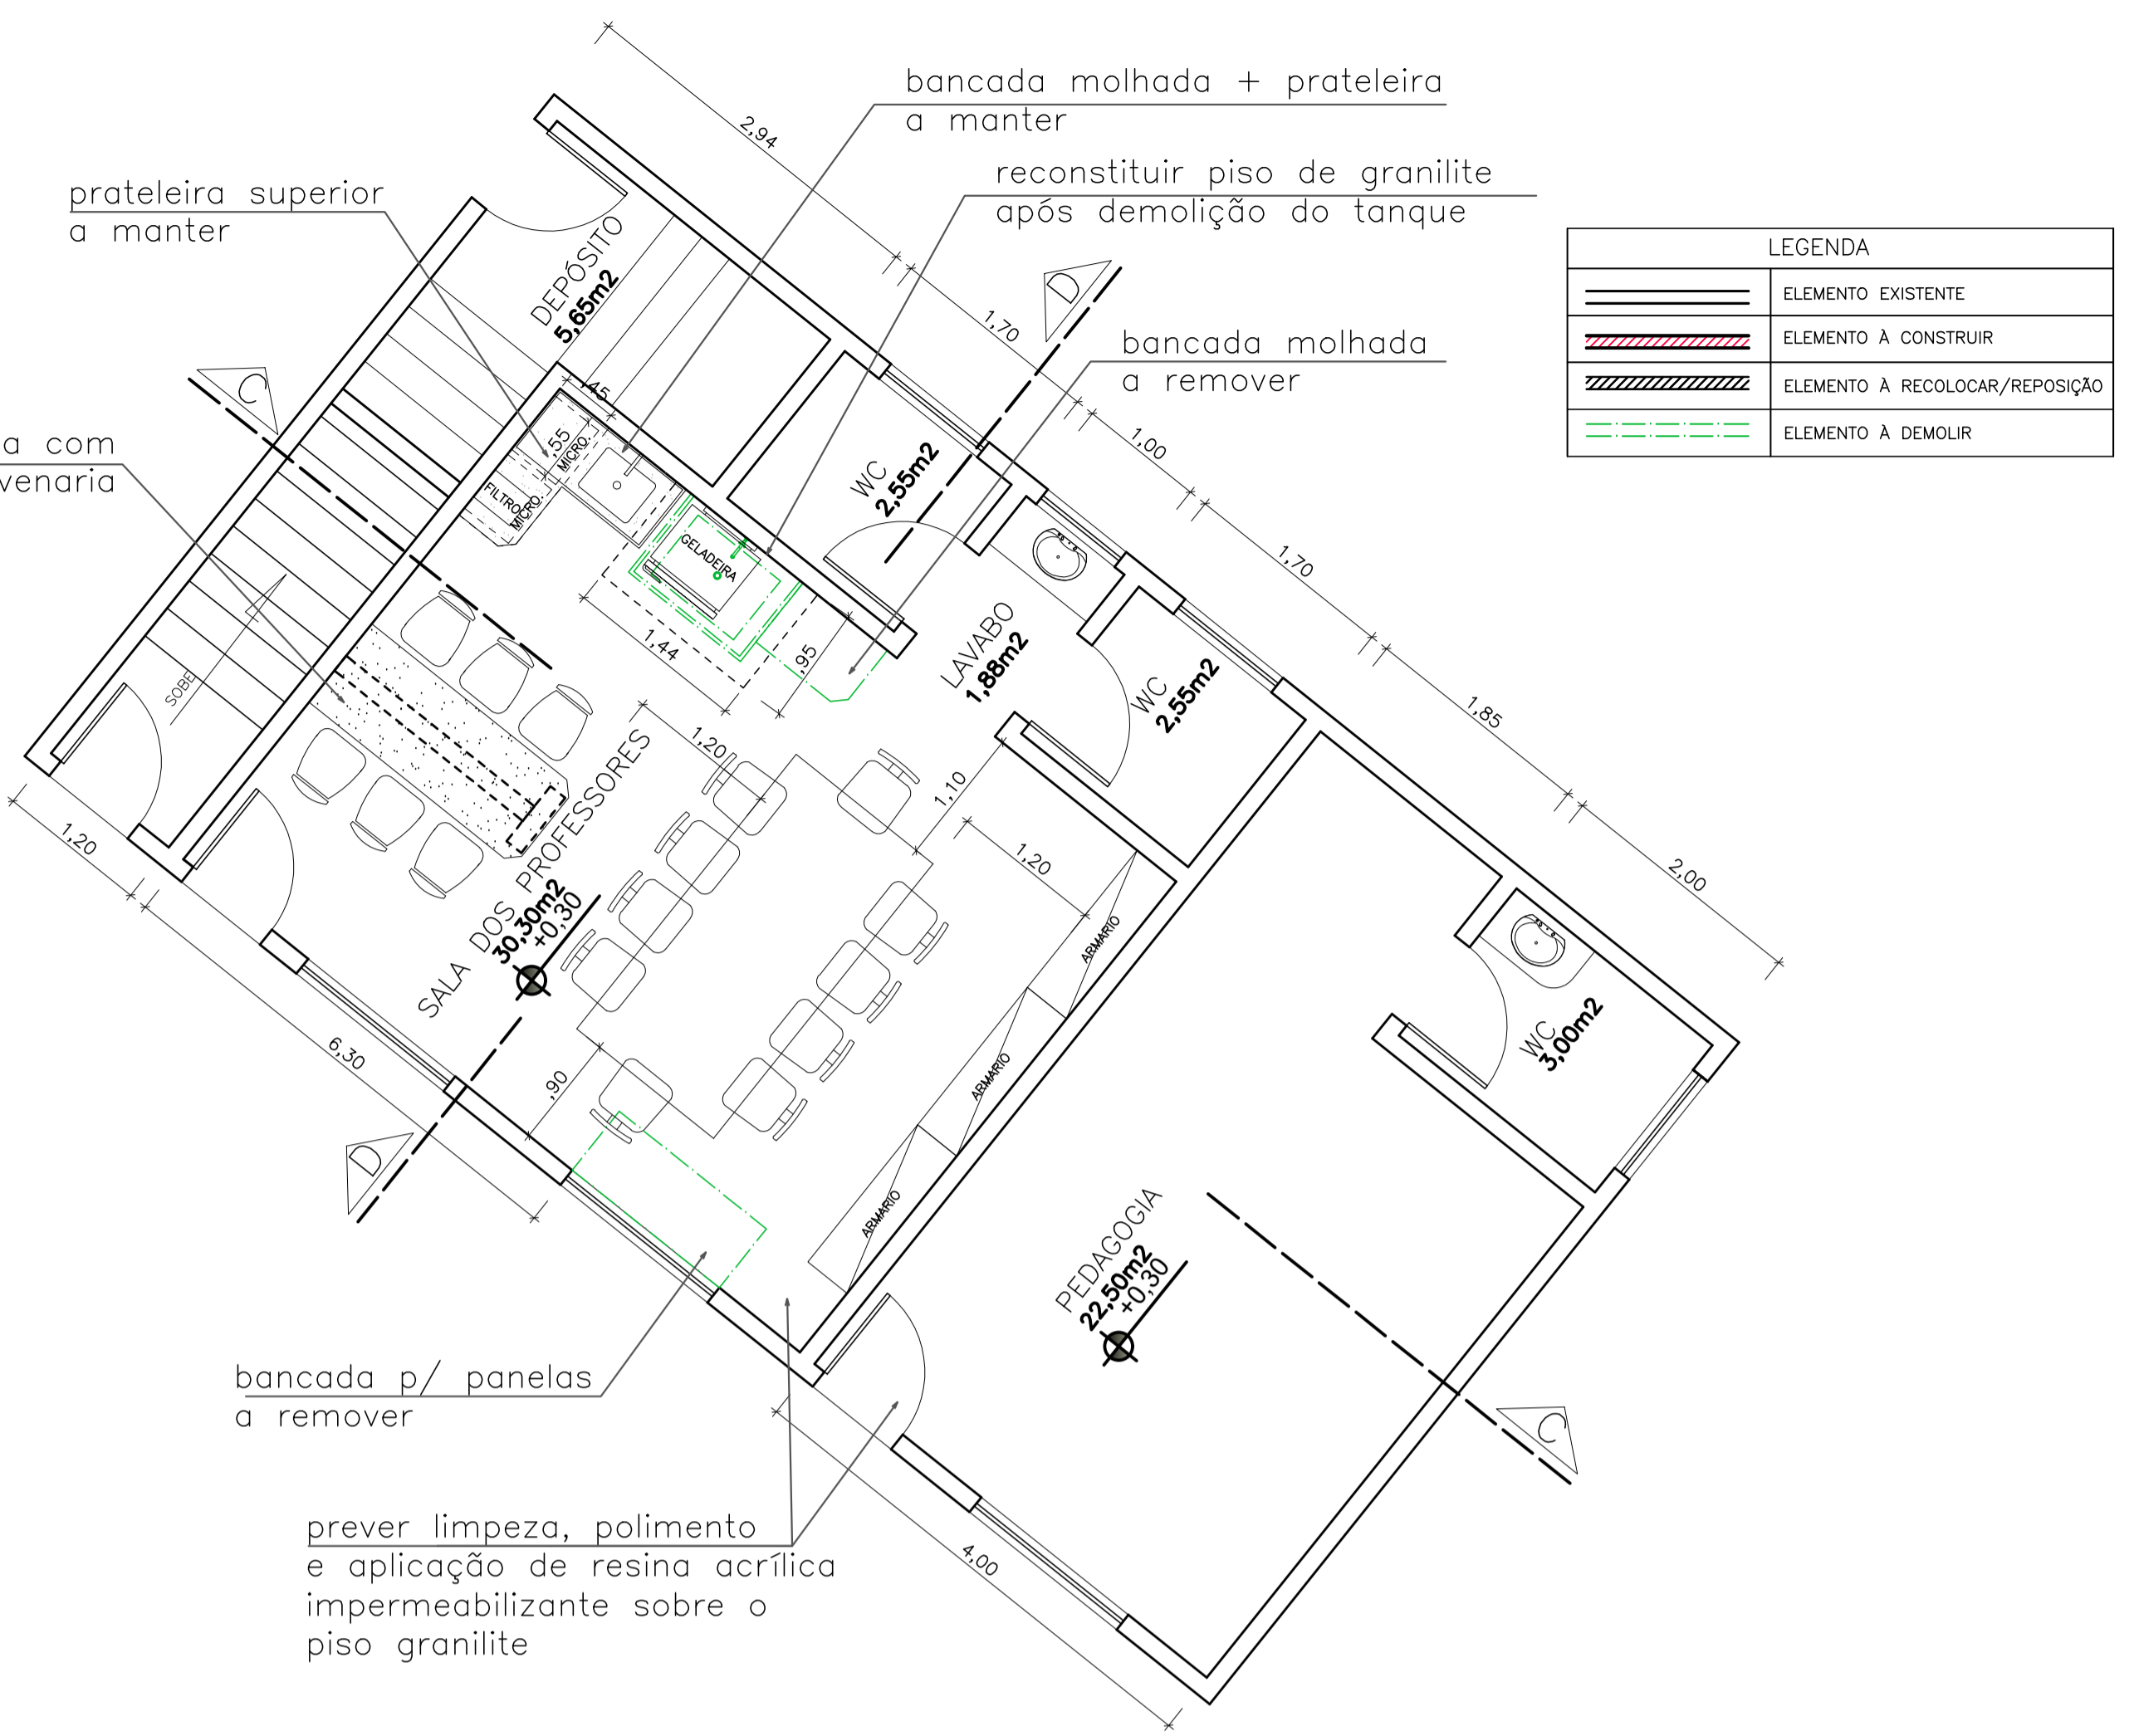 bancada molhada + prateleira
a manter
reconstituir piso de granilite
após demolição do tanque
prateleira superior
a manter
bancada molhada
a remover
a com
venaria
LEGENDA
ELEMENTO EXISTENTE
ELEMENTO À CONSTRUIR
ELEMENTO À RECOLOCAR/REPOSIÇÃO
ELEMENTO À DEMOLIR
2,94
1,70
1,00
1,70
1,85
2,00
DEPÓSITO
5,65m2
D
C
,45
,55
MICRO.
FILTRO
MICRO.
GELADEIRA
WC
2,55m2
1,44
,95
LAVABO
1,88m2
WC
2,55m2
SOBE
1,20
1,10
1,20
1,20
SALA DOS PROFESSORES
30,30m2
+0,30
ARMARIO
ARMARIO
ARMARIO
WC
3,00m2
6,30
,90
D
PEDAGOGIA
22,50m2
+0,30
C
bancada p/ panelas
a remover
4,00
prever limpeza, polimento
e aplicação de resina acrílica
impermeabilizante sobre o
piso granilite